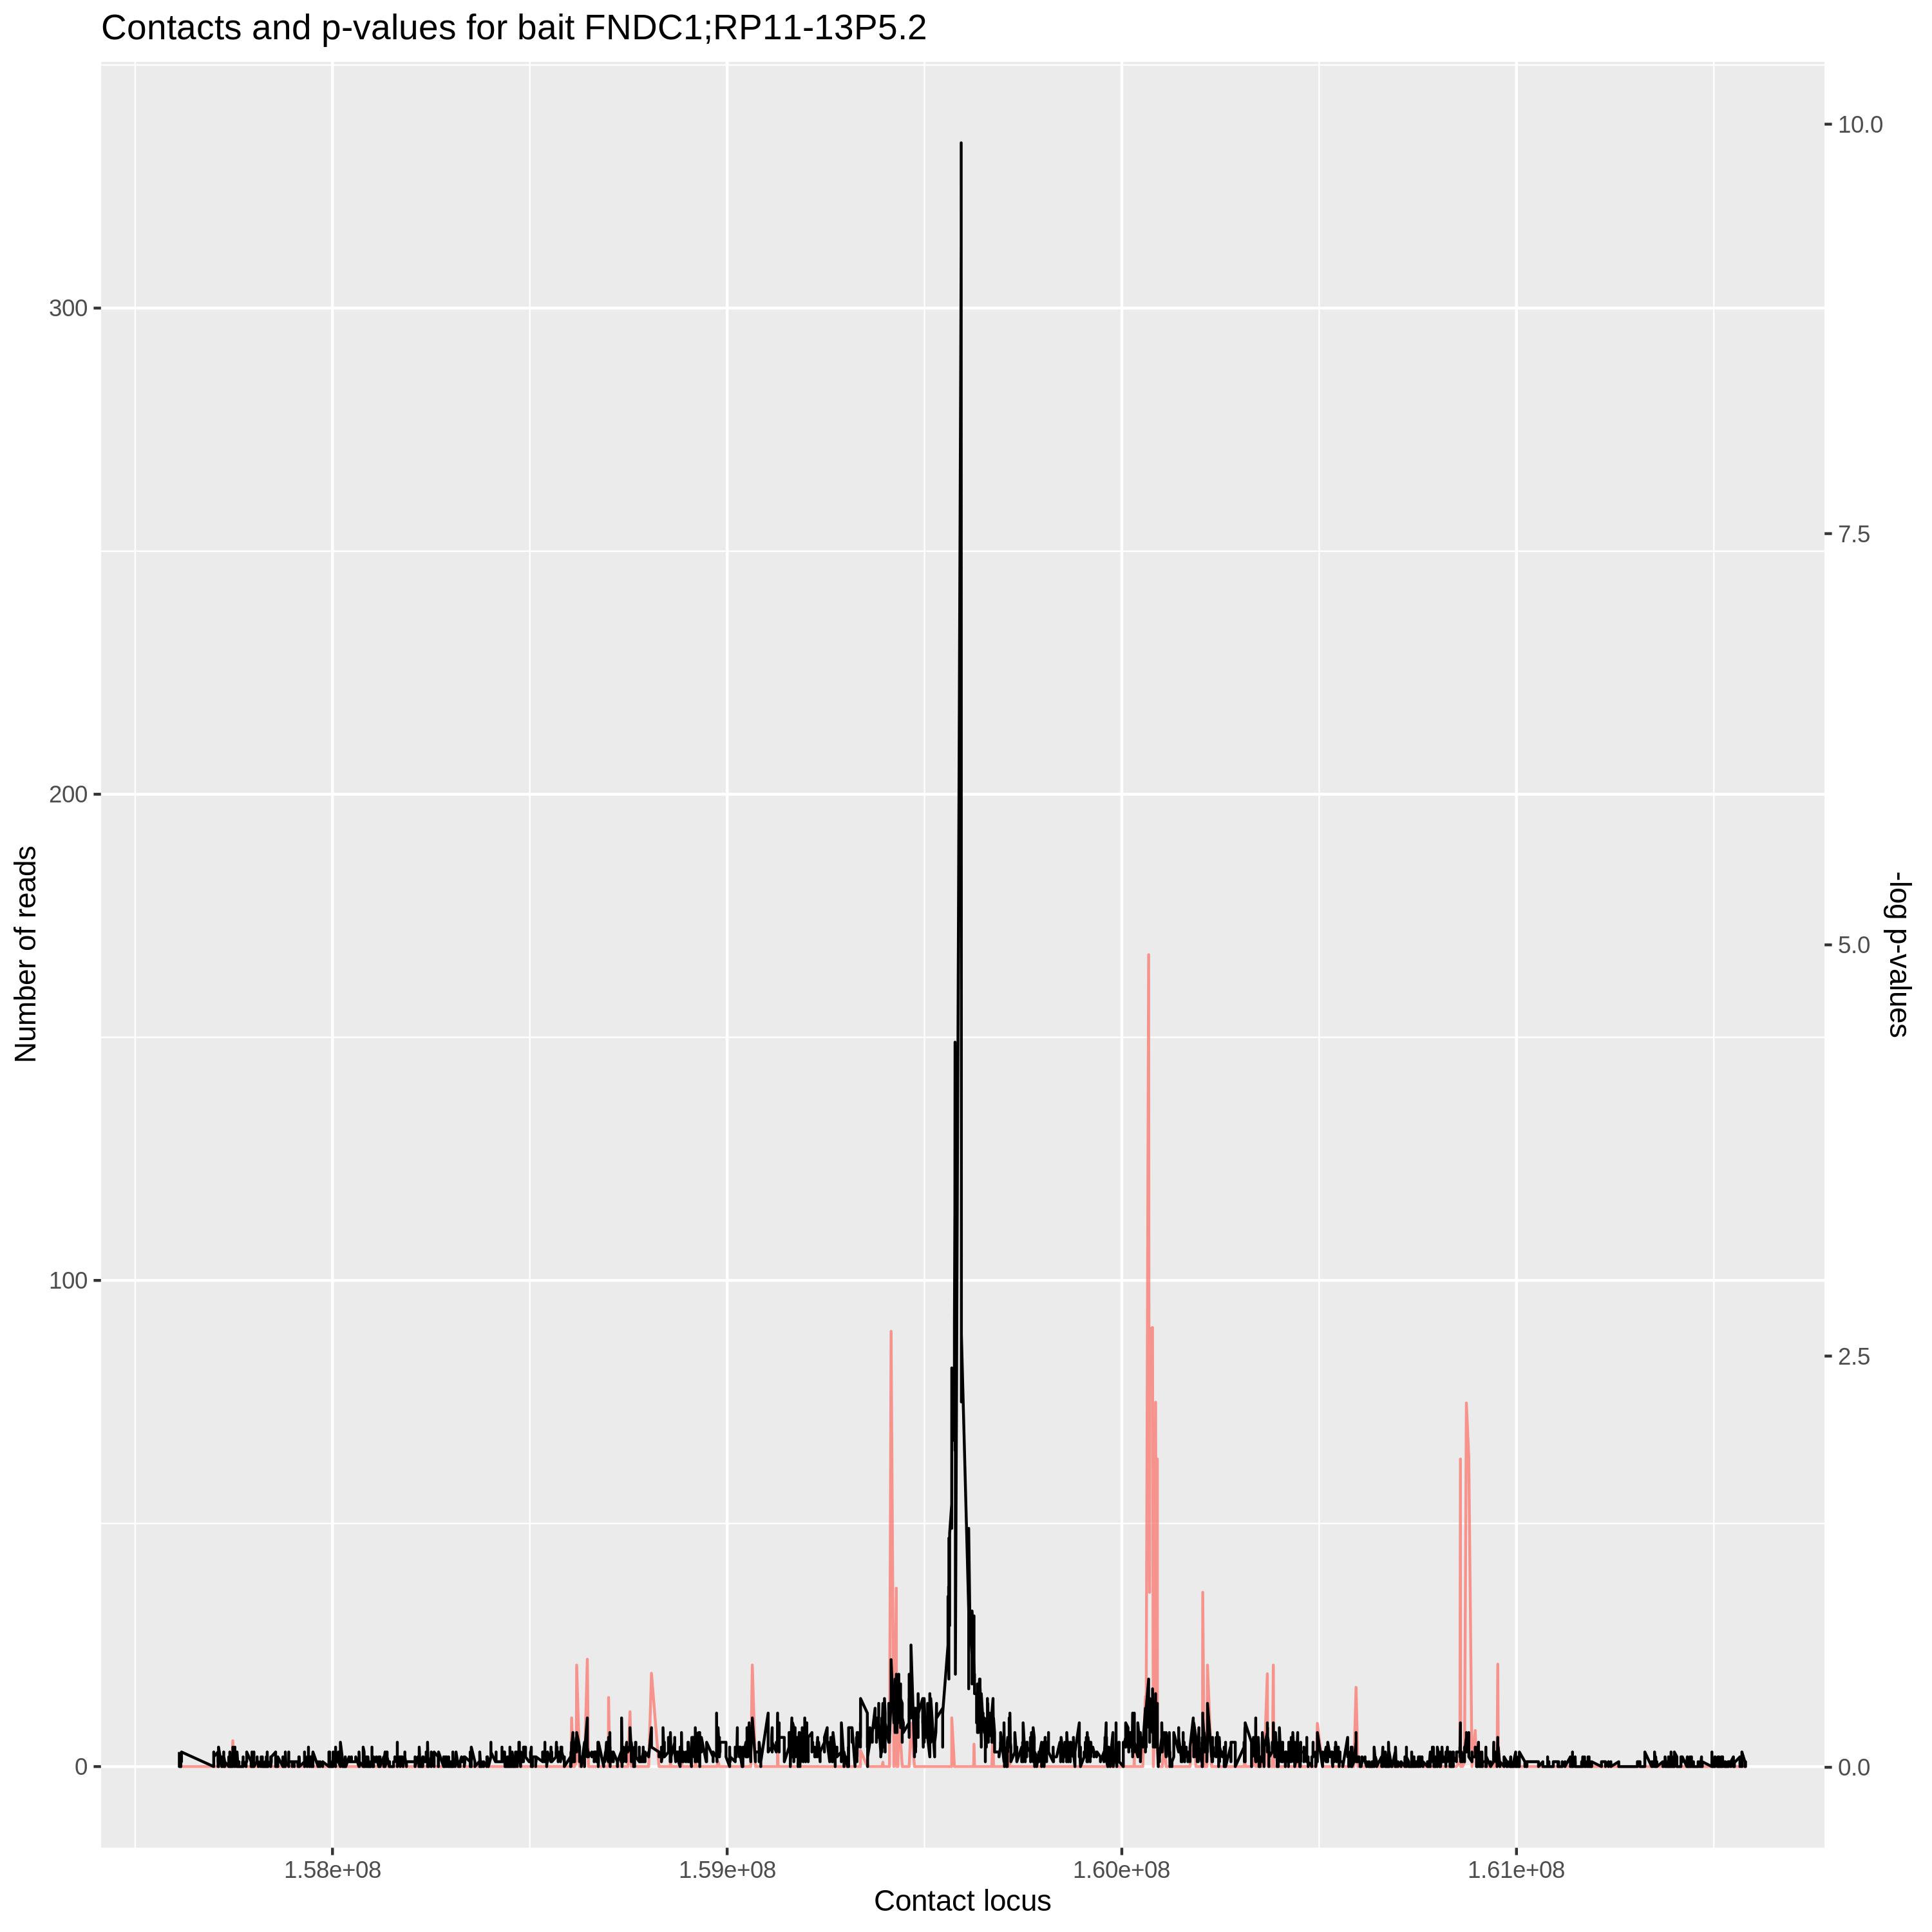 Contacts and p-values for bait FNDC1;RP11-13P5.2
10.0
300
7.5
200
Number of reads
-log p-values
5.0
2.5
100
0
0.0
1.58e+08
1.59e+08
1.60e+08
1.61e+08
Contact locus